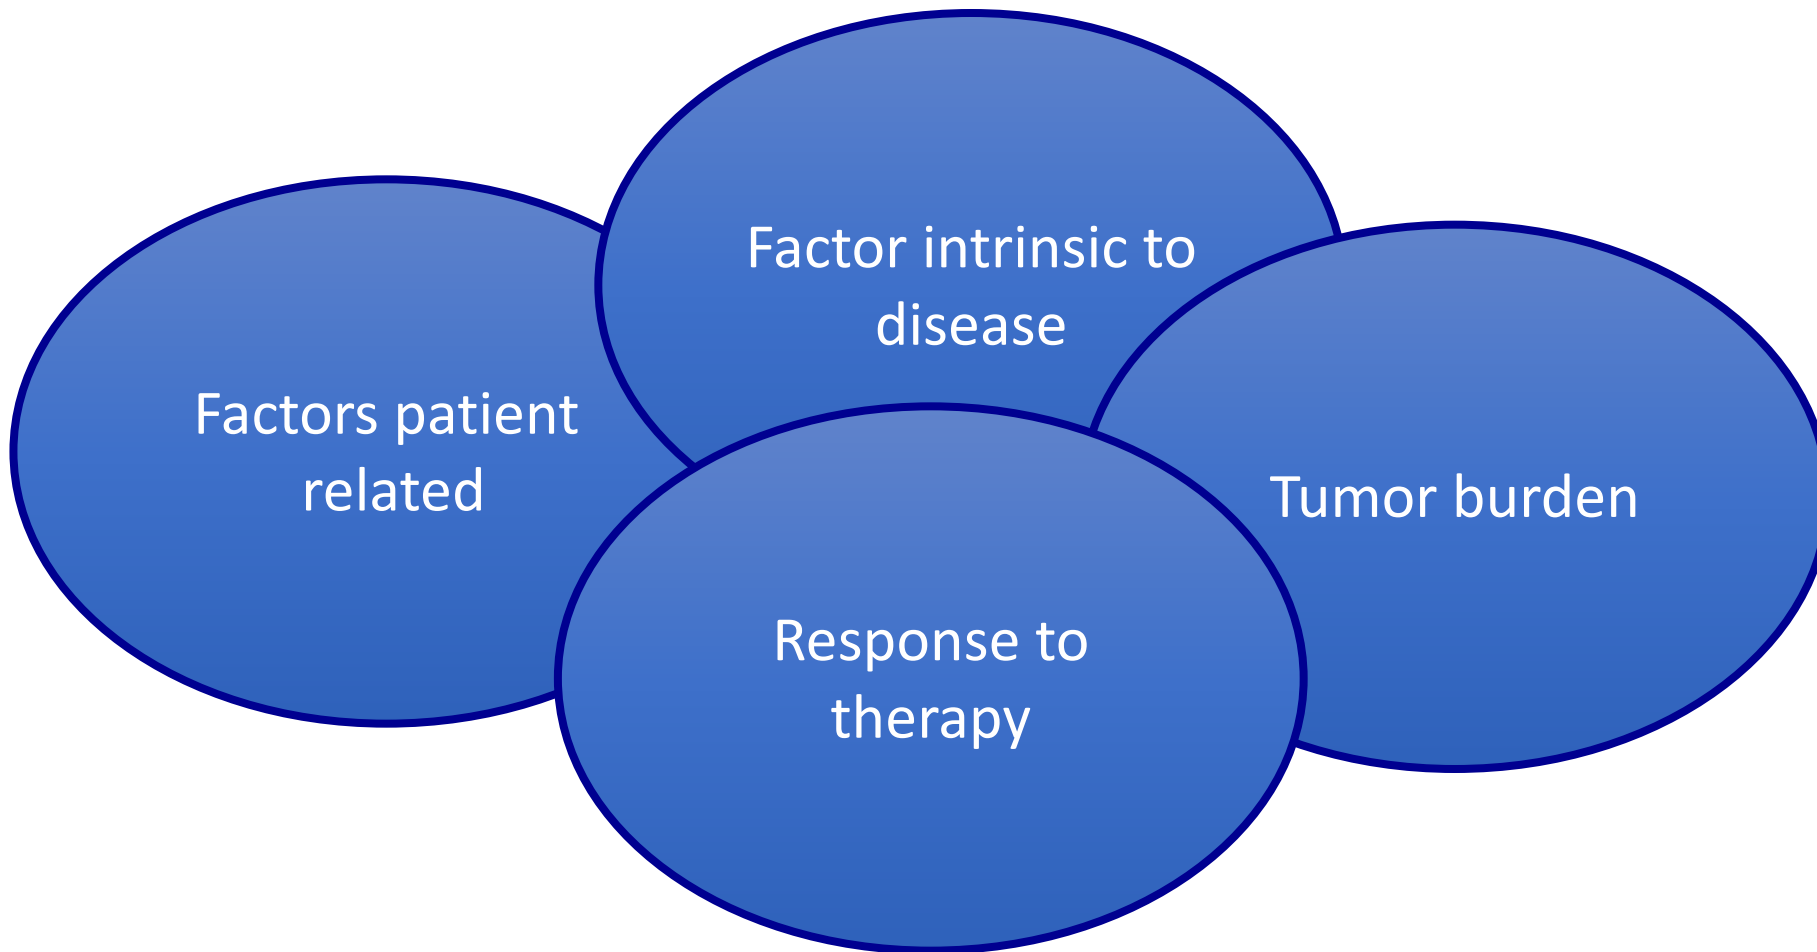 Factor intrinsic to
disease
Factors patient
related
Tumor burden
Response to
therapy